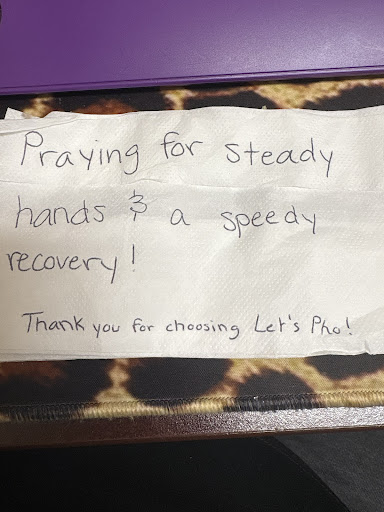 Praying for steady
hands & a speedy
recovery!
Thank you for choosing Let's Pho!